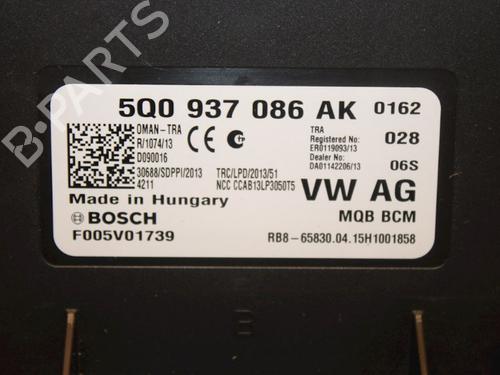 5Q0 937 086 AK 0162
OMAN-TRA
R/1074/13
D090016
30688/SDPPI/2013
4211
CE
TRC/LPD/2013/51
NCC CCAB13LP3050T5
TRA
Registered No:
ER0119093/13
Dealer No:
DA01142206/13
028
06S
Made in Hungary
VW AG
BOSCH
MQB BCM
F005V01739
RB8-65830.04.15H1001858
B-PARTS